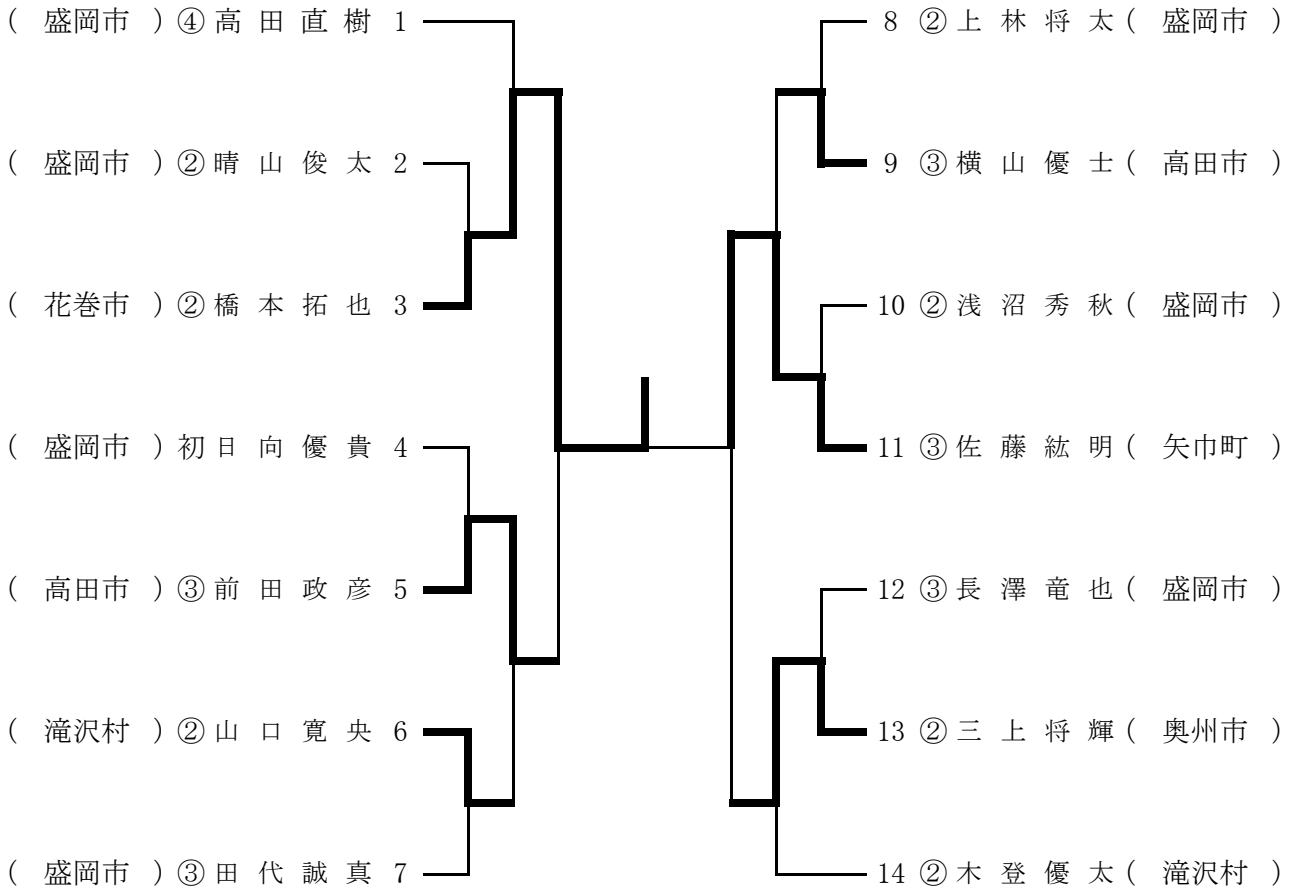 ( 盛岡市 ) ④ 高田直樹 1
( 盛岡市 ) ② 晴山俊太 2
( 花巻市 ) ② 橋本拓也 3
( 盛岡市 ) 初 日向優貴 4
( 高田市 ) ③ 前田政彦 5
( 滝沢村 ) ② 山口寛央 6
( 盛岡市 ) ③ 田代誠真 7
8 ② 上林将太 ( 盛岡市 )
9 ③ 横山優士 ( 高田市 )
10 ② 浅沼秀秋 ( 盛岡市 )
11 ③ 佐藤紘明 ( 矢巾町 )
12 ③ 長澤竜也 ( 盛岡市 )
13 ② 三上将輝 ( 奥州市 )
14 ② 木登優太 ( 滝沢村 )